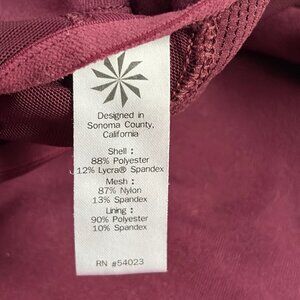 Designed in
Sonoma County,
California
Shell :
88% Polyester
12% Lycra® Spandex
Mesh :
87% Nylon
13% Spandex
Lining :
90% Polyester
10% Spandex
RN #54023